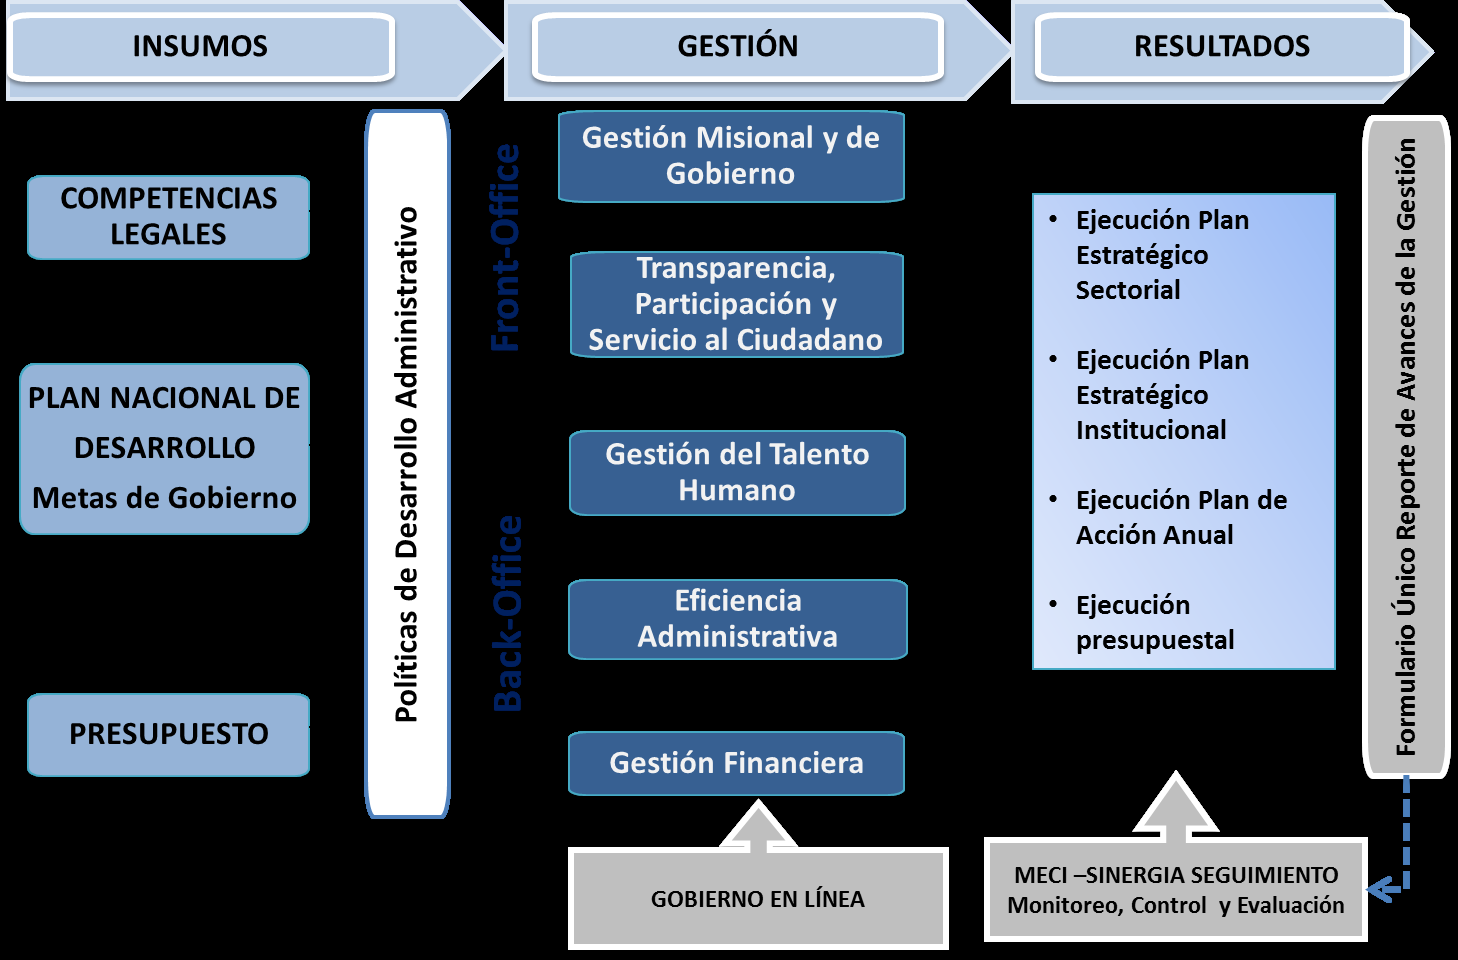 INSUMOS
GESTIÓN
RESULTADOS
COMPETENCIAS
LEGALES
PLAN NACIONAL DE
DESARROLLO
Metas de Gobierno
PRESUPUESTO
Políticas de Desarrollo Administrativo
Front-Office
Back-Office
Gestión Misional y de
Gobierno
Transparencia,
Participación y
Servicio al Ciudadano
Gestión del Talento
Humano
Eficiencia
Administrativa
Gestión Financiera
GOBIERNO EN LÍNEA
• Ejecución Plan
Estratégico
Sectorial
• Ejecución Plan
Estratégico
Institucional
• Ejecución Plan de
Acción Anual
• Ejecución
presupuestal
Formulario Único Reporte de Avances de la Gestión
MECI –SINERGIA SEGUIMIENTO
Monitoreo, Control y Evaluación